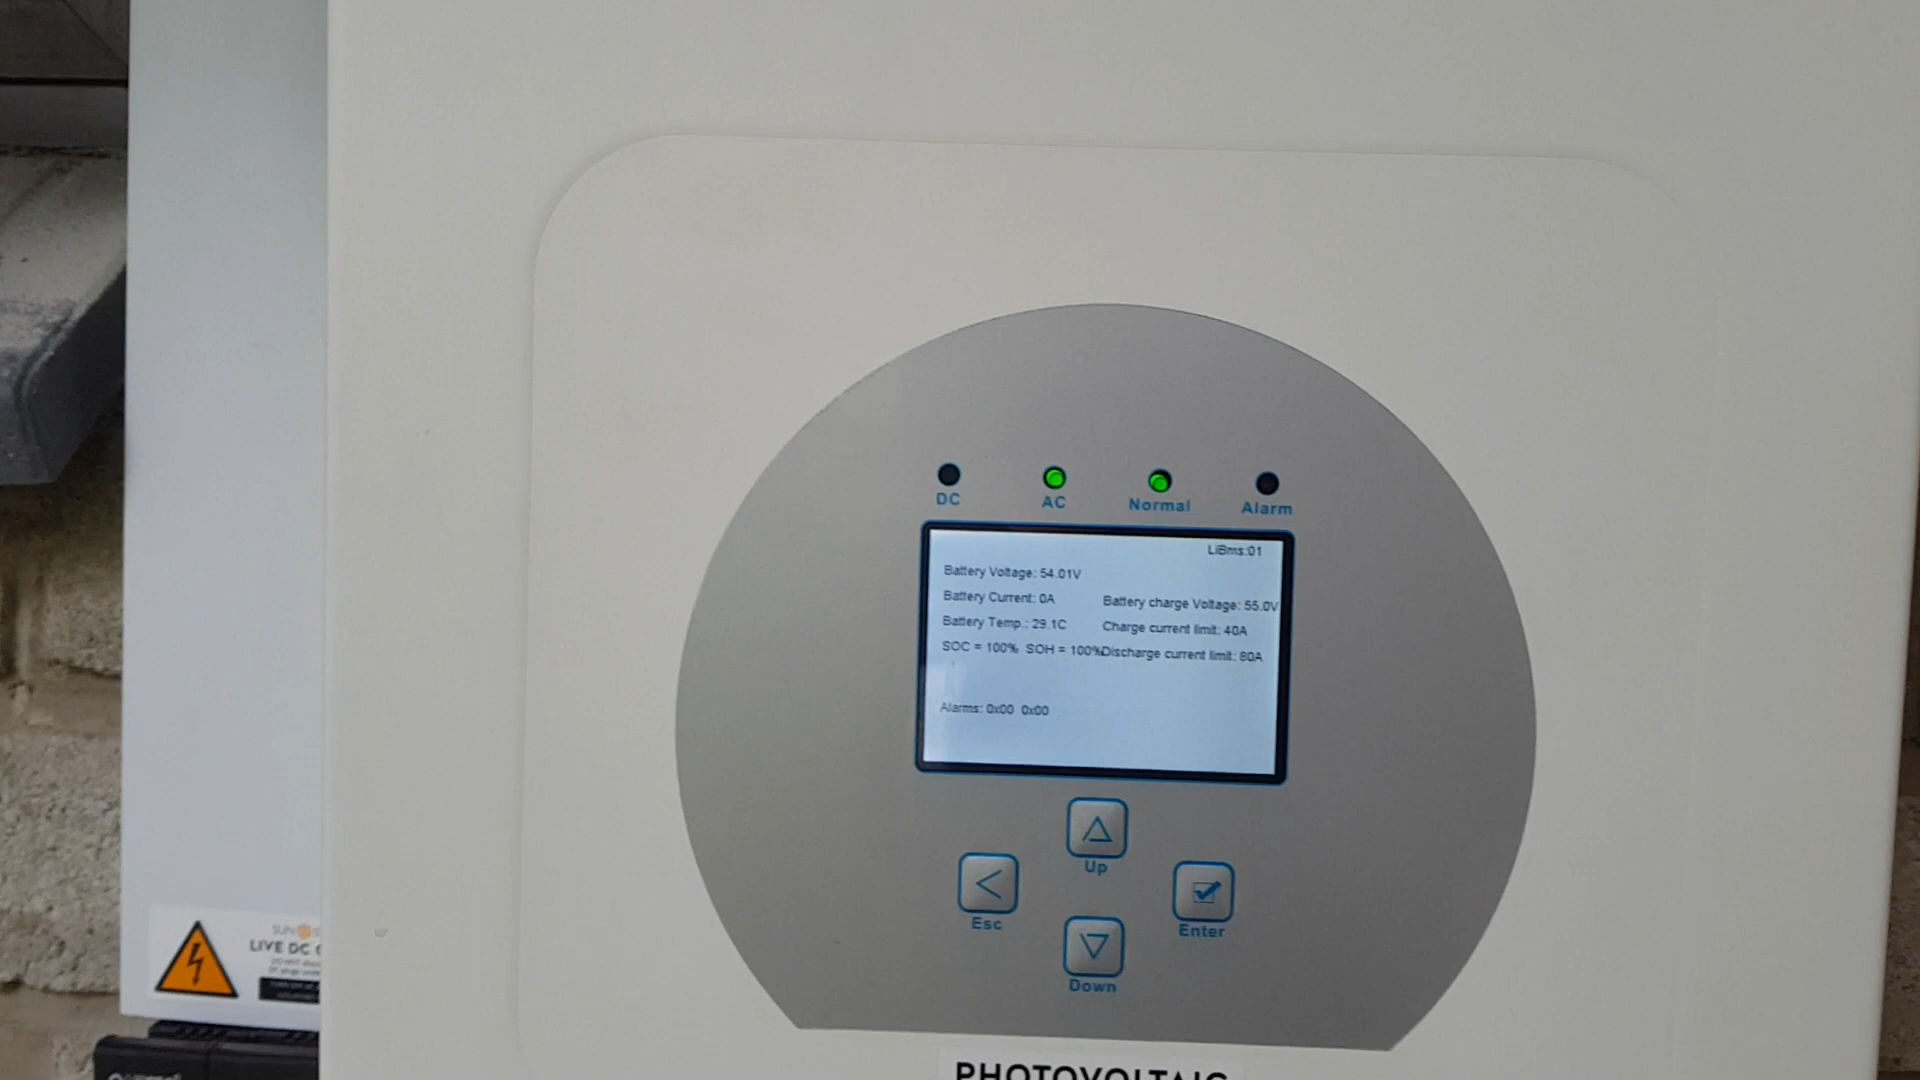 DC AC Normal Alarm
LiBms:01
Battery Voltage: 54.01V
Battery Current: 0A Battery charge Voltage: 55.0V
Battery Temp.: 29.1C Charge current limit: 40A
SOC = 100% SOH = 100% Discharge current limit: 80A
Alarms: 0x00 0x00
Up
Esc
Enter
Down
SUN
LIVE DC
PHOTOVOLTAIC